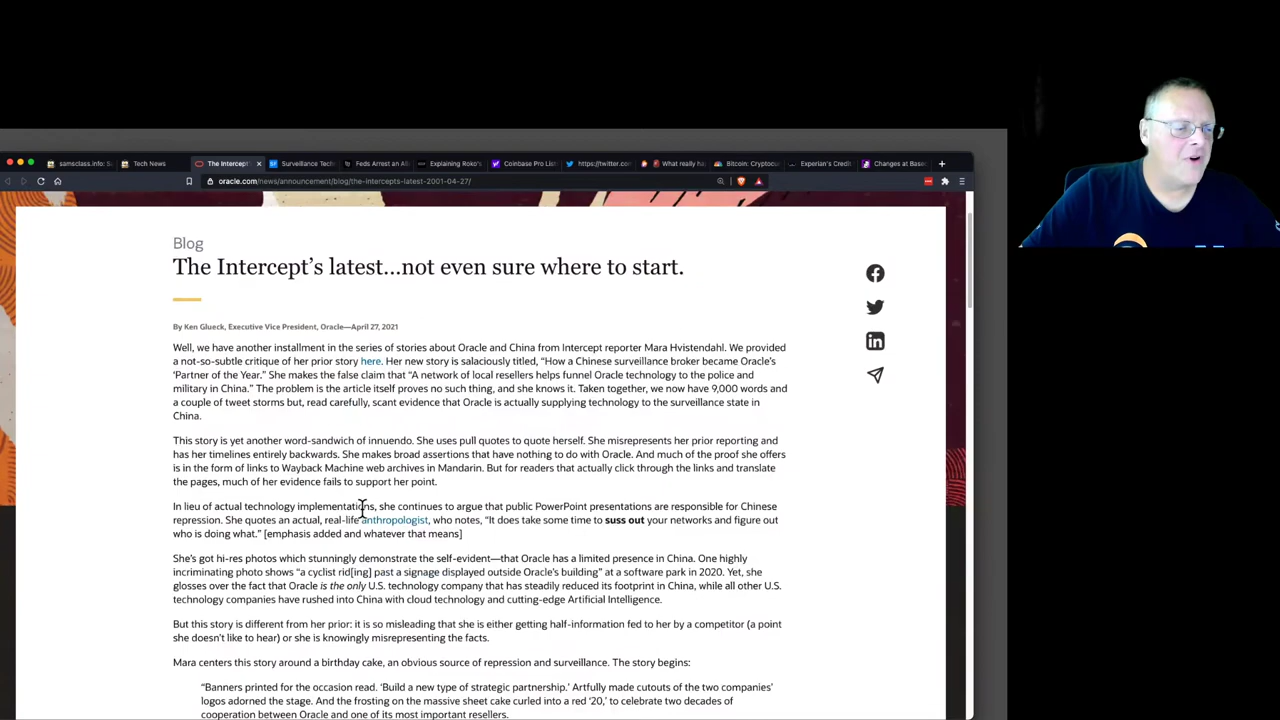 samsclass.info: S
Tech News
The Intercept'
Surveillance Tech
Feds Arrest an Al
Explaining Roko's
Coinbase Pro List
https://twitter.com
What really ha
Bitcoin: Cryptocu
Experian's Credit
Changes at Base
oracle.com/news/announcement/blog/the-intercepts-latest-2001-04-27/
Blog
The Intercept's latest...not even sure where to start.
By Ken Glueck, Executive Vice President, Oracle—April 27, 2021
Well, we have another installment in the series of stories about Oracle and China from Intercept reporter Mara Hvistendahl. We provided
a not-so-subtle critique of her prior story here. Her new story is salaciously titled, “How a Chinese surveillance broker became Oracle's
‘Partner of the Year.” She makes the false claim that “A network of local resellers helps funnel Oracle technology to the police and
military in China.” The problem is the article itself proves no such thing, and she knows it. Taken together, we now have 9,000 words and
a couple of tweet storms but, read carefully, scant evidence that Oracle is actually supplying technology to the surveillance state in
China.
This story is yet another word-sandwich of innuendo. She uses pull quotes to quote herself. She misrepresents her prior reporting and
has her timelines entirely backwards. She makes broad assertions that have nothing to do with Oracle. And much of the proof she offers
is in the form of links to Wayback Machine web archives in Mandarin. But for readers that actually click through the links and translate
the pages, much of her evidence fails to support her point.
In lieu of actual technology implementations, she continues to argue that public PowerPoint presentations are responsible for Chinese
repression. She quotes an actual, real-life anthropologist, who notes, “It does take some time to suss out your networks and figure out
who is doing what.” [emphasis added and whatever that means]
She's got hi-res photos which stunningly demonstrate the self-evident—that Oracle has a limited presence in China. One highly
incriminating photo shows “a cyclist rid[ing] past a signage displayed outside Oracle's building” at a software park in 2020. Yet, she
glosses over the fact that Oracle is the only U.S. technology company that has steadily reduced its footprint in China, while all other U.S.
technology companies have rushed into China with cloud technology and cutting-edge Artificial Intelligence.
But this story is different from her prior: it is so misleading that she is either getting half-information fed to her by a competitor (a point
she doesn't like to hear) or she is knowingly misrepresenting the facts.
Mara centers this story around a birthday cake, an obvious source of repression and surveillance. The story begins:
“Banners printed for the occasion read. ‘Build a new type of strategic partnership.’ Artfully made cutouts of the two companies’
logos adorned the stage. And the frosting on the massive sheet cake curled into a red ‘20,’ to celebrate two decades of
cooperation between Oracle and one of its most important resellers.